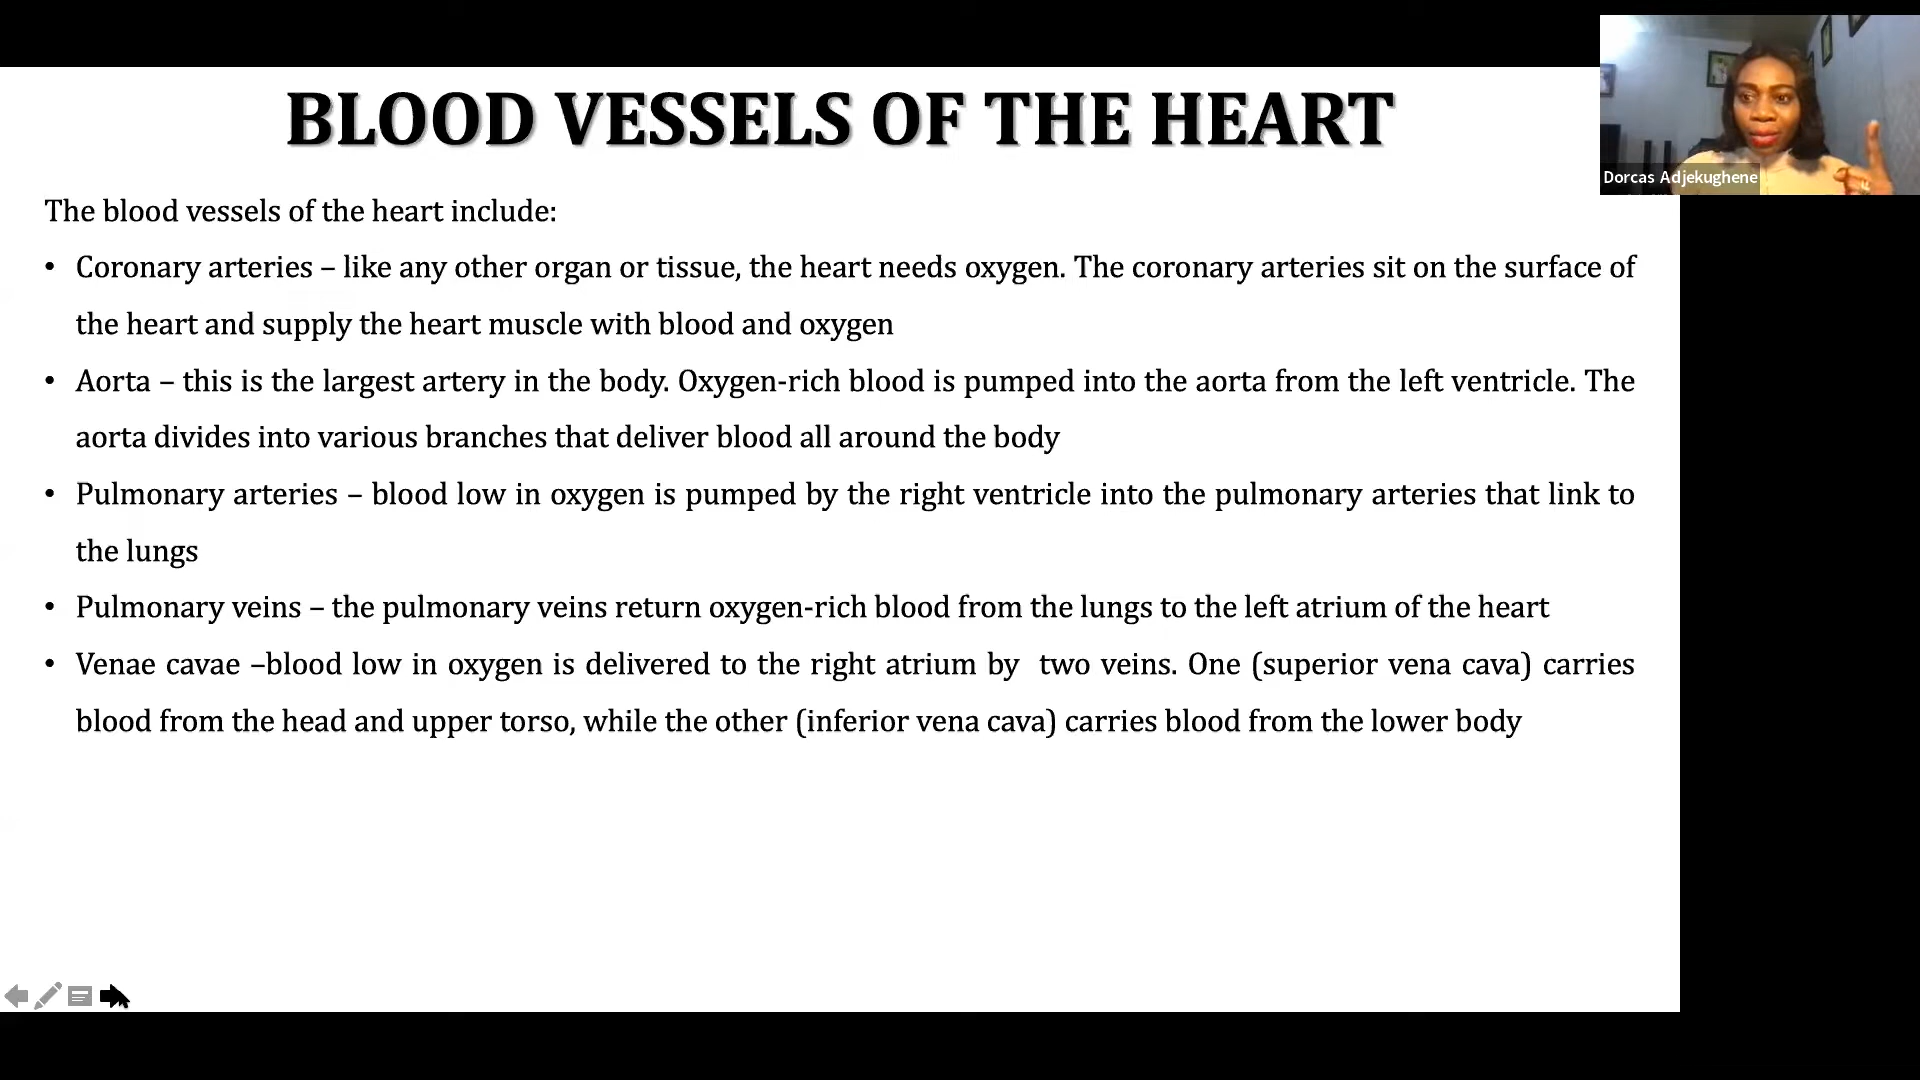 BLOOD VESSELS OF THE HEART
Dorcas Adjekughene
The blood vessels of the heart include:
• Coronary arteries – like any other organ or tissue, the heart needs oxygen. The coronary arteries sit on the surface of
the heart and supply the heart muscle with blood and oxygen
• Aorta – this is the largest artery in the body. Oxygen-rich blood is pumped into the aorta from the left ventricle. The
aorta divides into various branches that deliver blood all around the body
• Pulmonary arteries – blood low in oxygen is pumped by the right ventricle into the pulmonary arteries that link to
the lungs
• Pulmonary veins – the pulmonary veins return oxygen-rich blood from the lungs to the left atrium of the heart
• Venae cavae –blood low in oxygen is delivered to the right atrium by  two veins. One (superior vena cava) carries
blood from the head and upper torso, while the other (inferior vena cava) carries blood from the lower body